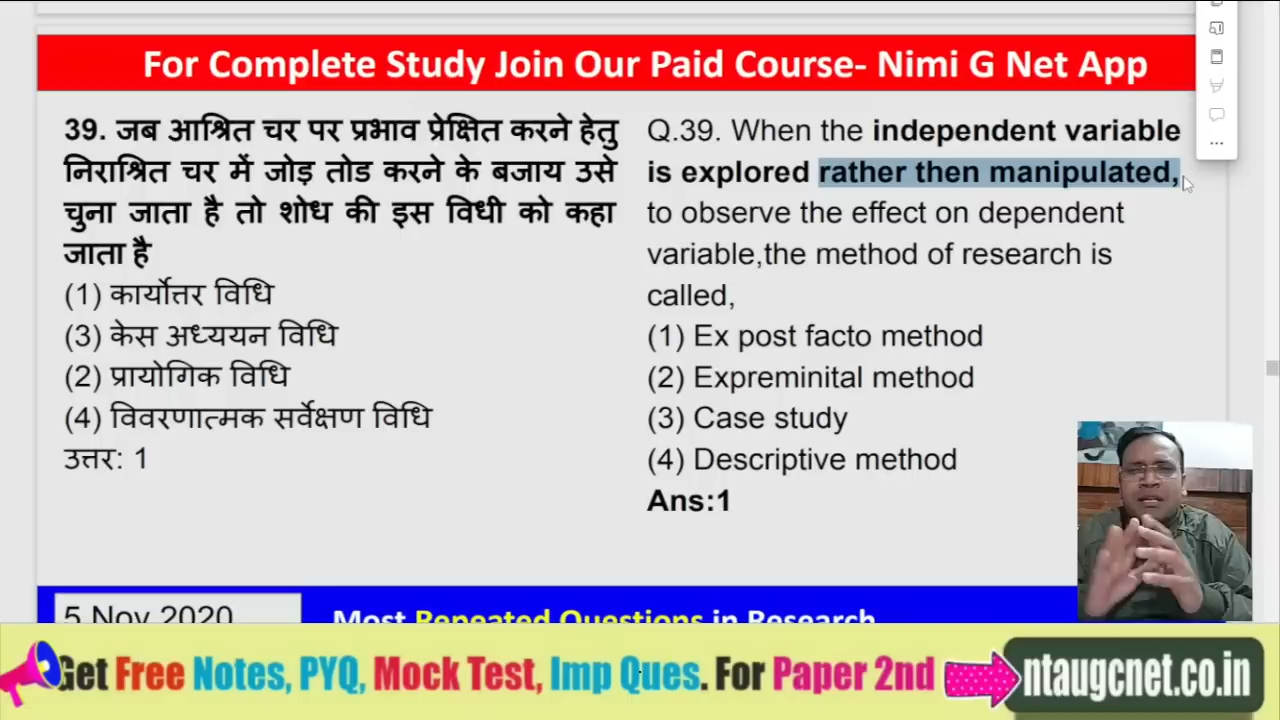 For Complete Study Join Our Paid Course- Nimi G Net App
39. जब आश्रित चर पर प्रभाव प्रेक्षित करने हेतु
निराश्रित चर में जोड़ तोड करने के बजाय उसे
चुना जाता है तो शोध की इस विधी को कहा
जाता है
(1) कार्योत्तर विधि
(3) केस अध्ययन विधि
(2) प्रायोगिक विधि
(4) विवरणात्मक सर्वेक्षण विधि
उत्तर: 1
Q.39. When the independent variable
is explored rather then manipulated,
to observe the effect on dependent
variable,the method of research is
called,
(1) Ex post facto method
(2) Expreminital method
(3) Case study
(4) Descriptive method
Ans:1
5 Nov 2020
Most Repeated Questions in Research
Get Free Notes, PYQ, Mock Test, Imp Ques. For Paper 2nd
ntaugcnet.co.in